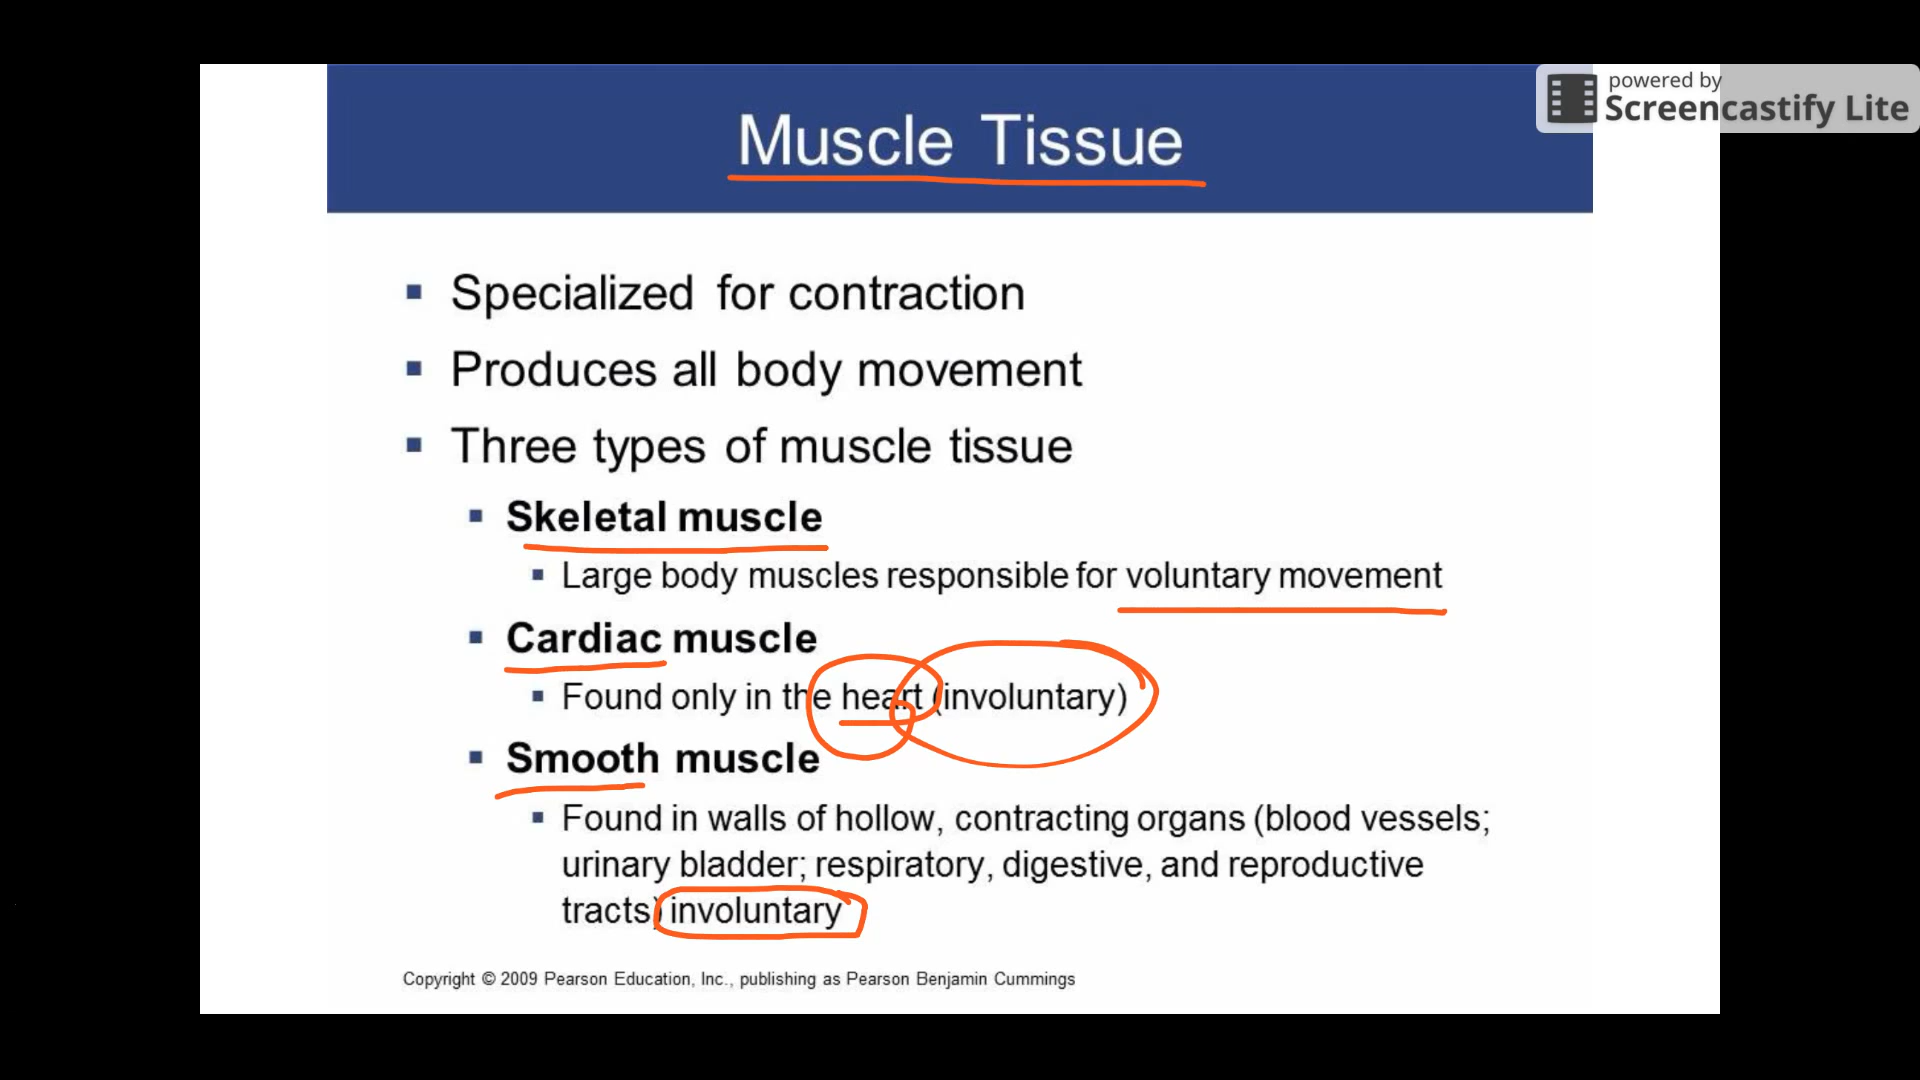 powered by
Screencastify Lite
Muscle Tissue
Specialized for contraction
Produces all body movement
Three types of muscle tissue
Skeletal muscle
Large body muscles responsible for voluntary movement
Cardiac muscle
Found only in the heart (involuntary)
Smooth muscle
Found in walls of hollow, contracting organs (blood vessels;
urinary bladder; respiratory, digestive, and reproductive
tracts) involuntary
Copyright © 2009 Pearson Education, Inc., publishing as Pearson Benjamin Cummings